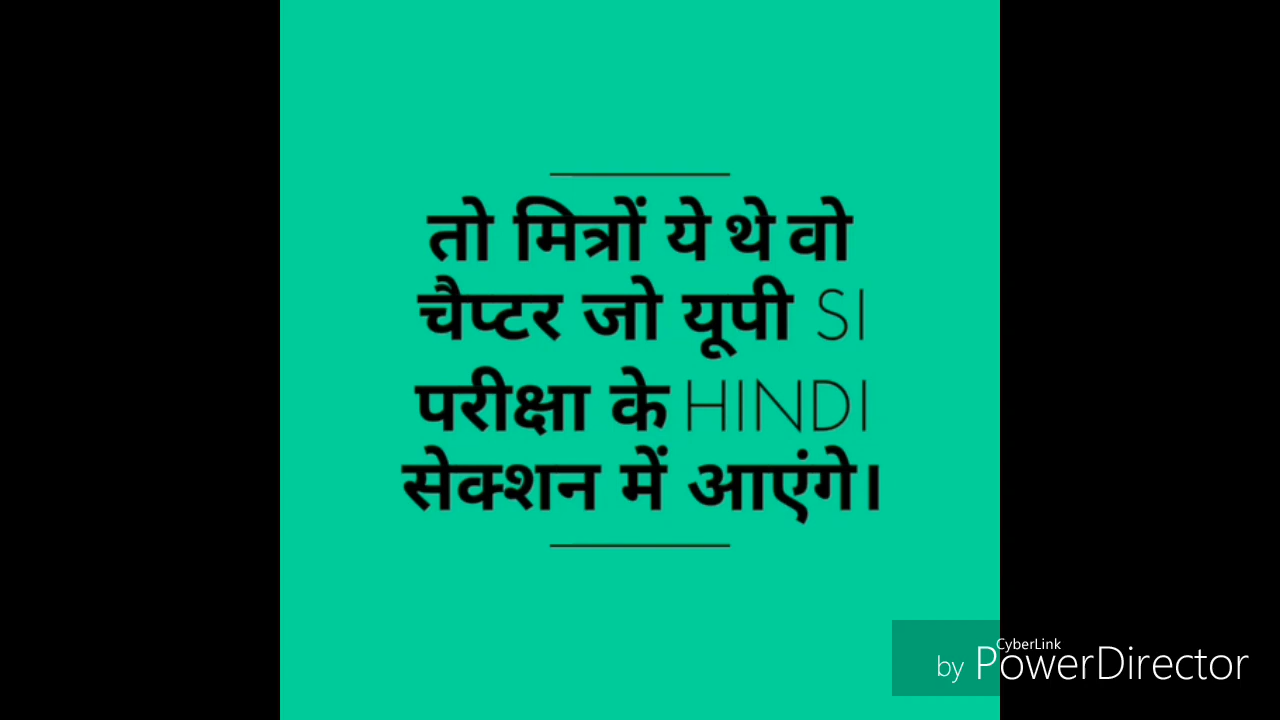 तो मित्रों ये थे वो
चैप्टर जो यूपी SI
परीक्षा के HINDI
सेक्शन में आएंगे।
CyberLink
by PowerDirector